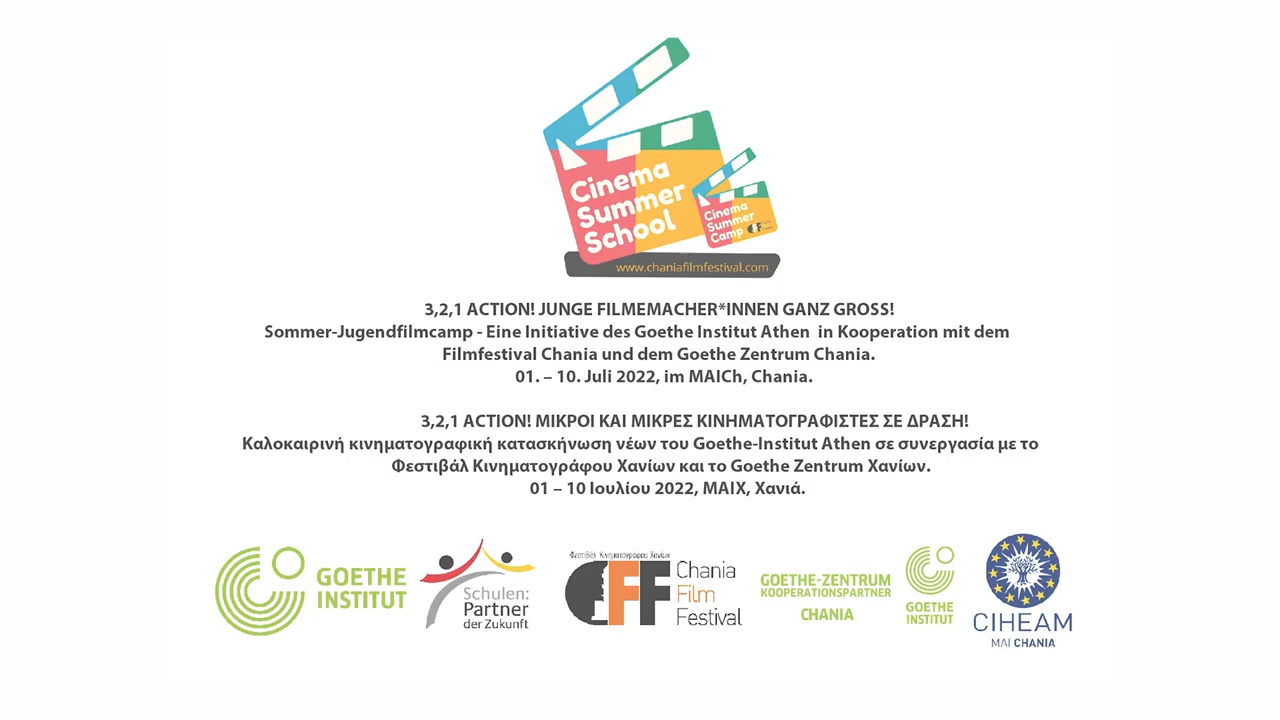 Cinema
Summer
School
Cinema
Summer
Camp
CFF
www.chaniafilmfestival.com
3,2,1 ACTION! JUNGE FILMEMACHER*INNEN GANZ GROSS!
Sommer-Jugendfilmcamp - Eine Initiative des Goethe Institut Athen in Kooperation mit dem
Filmfestival Chania und dem Goethe Zentrum Chania.
01. – 10. Juli 2022, im MAICh, Chania.
3,2,1 ACTION! ΜΙΚΡΟΙ ΚΑΙ ΜΙΚΡΕΣ ΚΙΝΗΜΑΤΟΓΡΑΦΙΣΤΕΣ ΣΕ ΔΡΑΣΗ!
Καλοκαιρινή κινηματογραφική κατασκήνωση νέων του Goethe-Institut Athen σε συνεργασία με το
Φεστιβάλ Κινηματογράφου Χανίων και το Goethe Zentrum Χανίων.
01 – 10 Ιουλίου 2022, ΜΑΙΧ, Χανιά.
GOETHE
INSTITUT
Schulen:
Partner
der Zukunft
Φεστιβάλ Κινηματογράφου Χανίων
CFF
Chania
Film
Festival
GOETHE-ZENTRUM
KOOPERATIONSPARTNER
CHANIA
GOETHE
INSTITUT
CIHEAM
MAI CHANIA